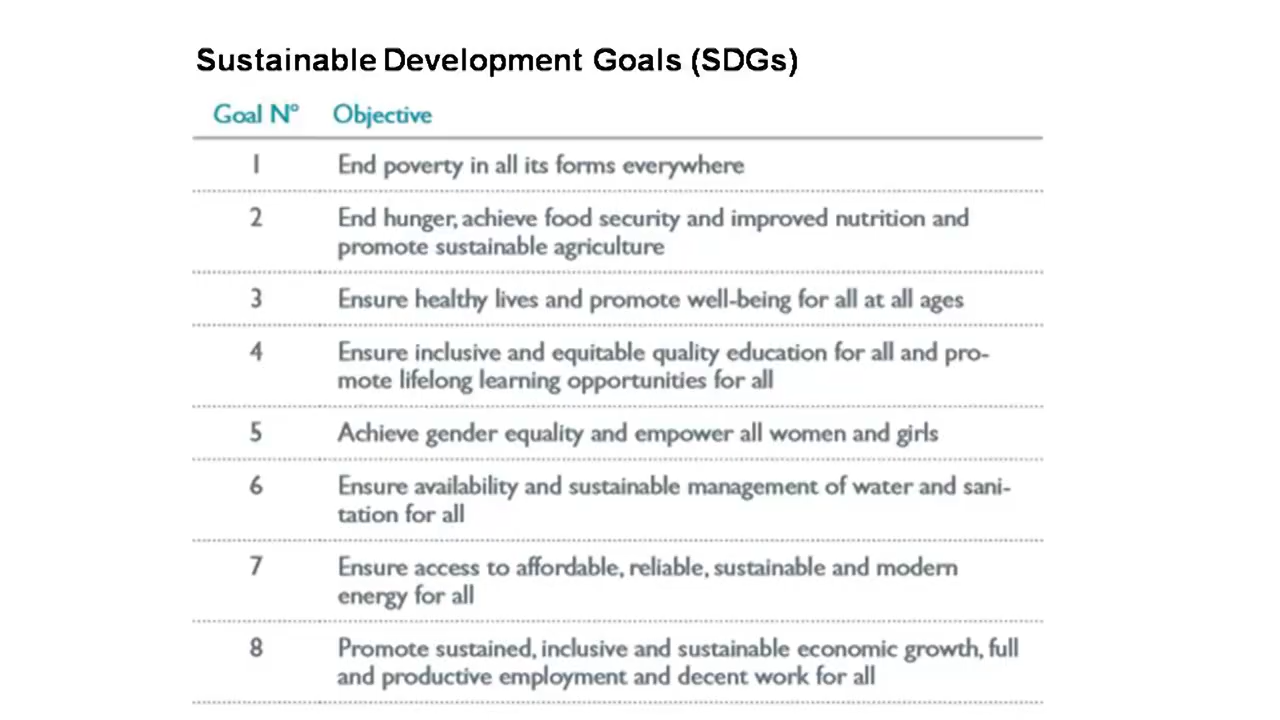 Sustainable Development Goals (SDGs)
Goal N° Objective
1 End poverty in all its forms everywhere
2 End hunger, achieve food security and improved nutrition and
promote sustainable agriculture
3 Ensure healthy lives and promote well-being for all at all ages
4 Ensure inclusive and equitable quality education for all and pro-
mote lifelong learning opportunities for all
5 Achieve gender equality and empower all women and girls
6 Ensure availability and sustainable management of water and sani-
tation for all
7 Ensure access to affordable, reliable, sustainable and modern
energy for all
8 Promote sustained, inclusive and sustainable economic growth, full
and productive employment and decent work for all